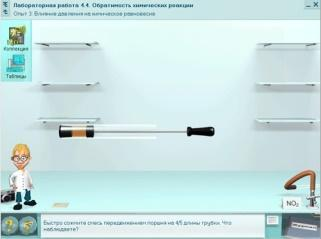 Лабораторная работа 4.4. Обратимость химических реакций
Опыт 3. Влияние давления на химическое равновесие
Коллекция
Таблицы
NO₂
Быстро сожмите смесь передвижением поршня на 4/5 длины трубки. Что
наблюдаете?